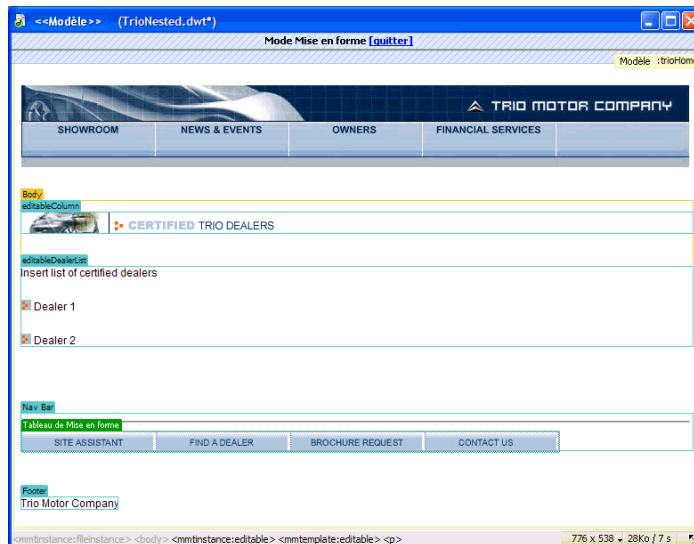 <<Modèle>> (TrioNested.dwt*)
Mode Mise en forme [quitter]
Modèle :trioHom
TRIO MOTOR COMPANY
SHOWROOM NEWS & EVENTS OWNERS FINANCIAL SERVICES
Body
editableColumn
CERTIFIED TRIO DEALERS
editableDealerList
Insert list of certified dealers
Dealer 1
Dealer 2
Nav Bar
Tableau de Mise en forme
SITE ASSISTANT FIND A DEALER BROCHURE REQUEST CONTACT US
Footer
Trio Motor Company
<mmtinstance:fileinstance> <body> <mmtinstance:editable> <mmtemplate:editable> <p> 776 x 538 28Ko / 7 s